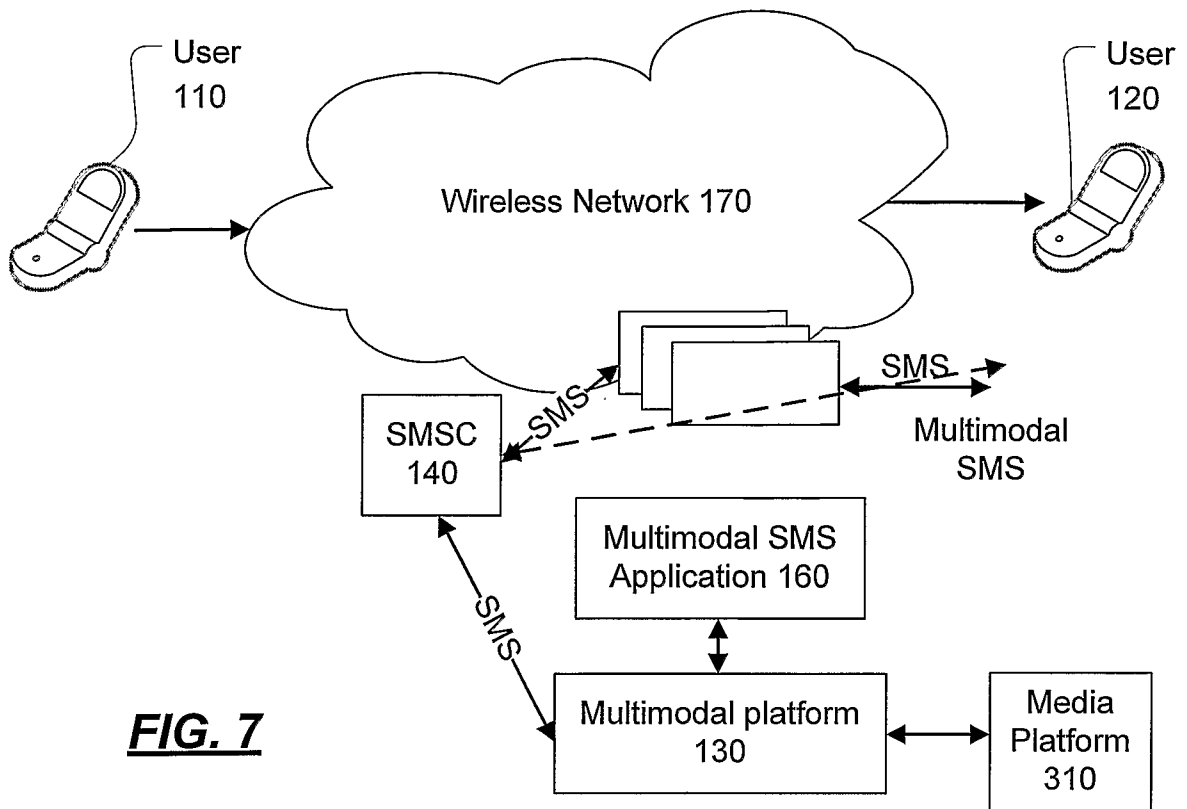 User
110
User
120
Wireless Network 170
SMS
SMS
Multimodal
SMS
SMSC
140
Multimodal SMS
Application 160
SMS
Multimodal platform
130
Media
Platform
310
FIG. 7